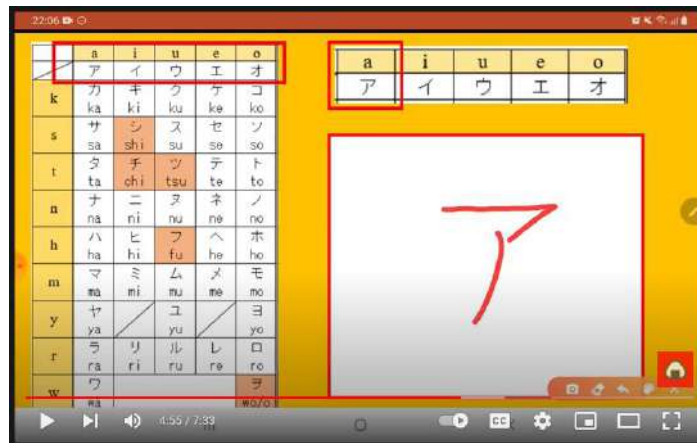 22:06
a i u e o
ア イ ウ エ オ
k カ キ ク ケ コ
ka ki ku ke ko
s サ シ ス セ ソ
sa shi su se so
t タ チ ツ テ ト
ta chi tsu te to
n ナ ニ ヌ ネ ノ
na ni nu ne no
h ハ ヒ フ ヘ ホ
ha hi fu he ho
m マ ミ ム メ モ
ma mi mu me mo
y ヤ ユ ヨ
ya yu yo
r ラ リ ル レ ロ
ra ri ru re ro
w ワ ヲ
wa wo/o
a i u e o
ア イ ウ エ オ
ア
4:55 / 7:33
CC